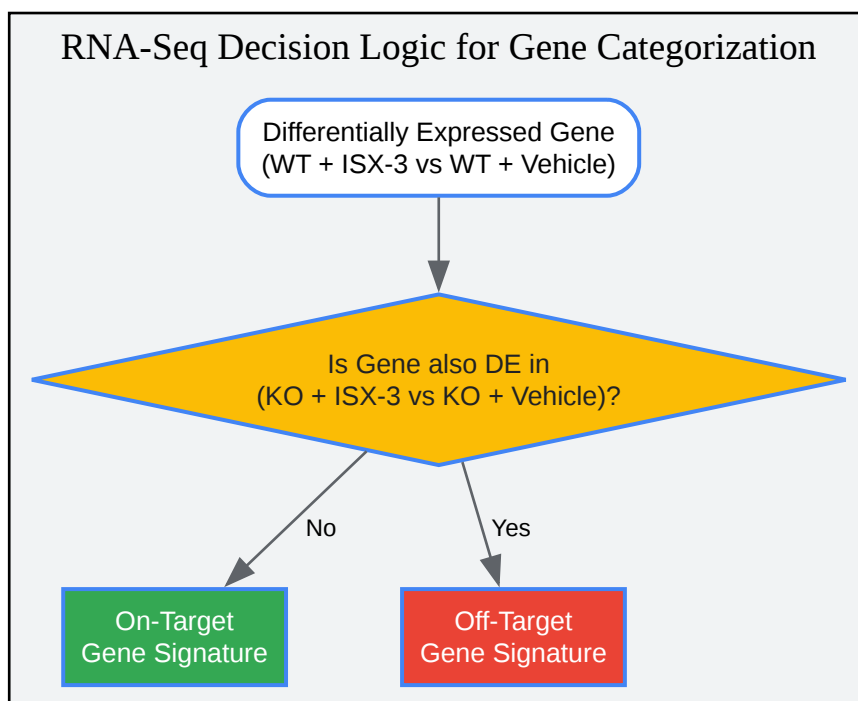 RNA-Seq Decision Logic for Gene Categorization
Differentially Expressed Gene
(WT + ISX-3 vs WT + Vehicle)
Is Gene also DE in
(KO + ISX-3 vs KO + Vehicle)?
No
Yes
On-Target
Gene Signature
Off-Target
Gene Signature